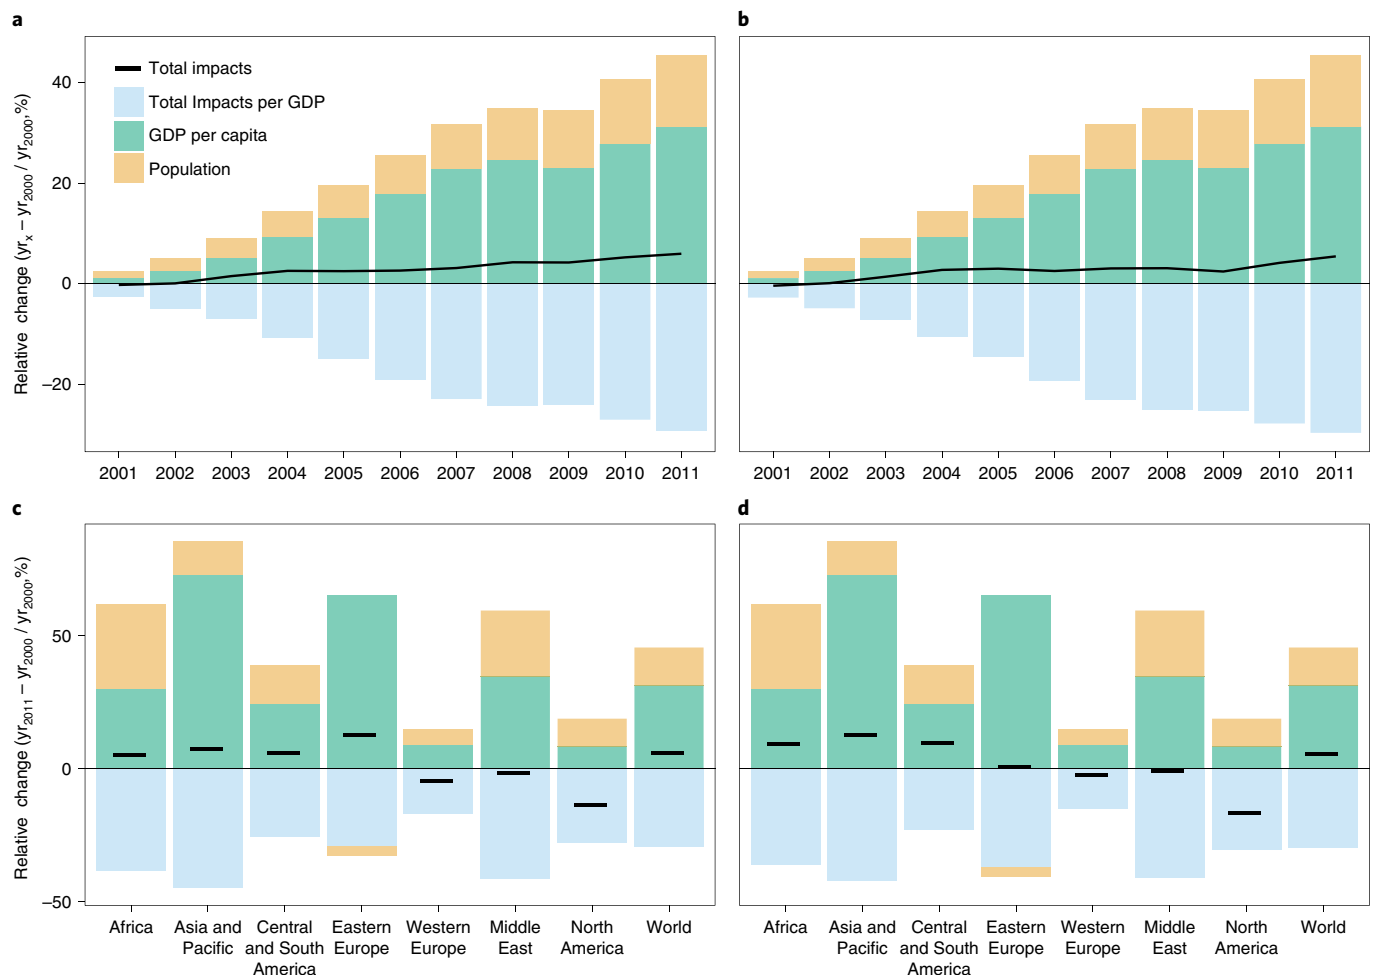 a
b
Total impacts
Total Impacts per GDP
GDP per capita
Population
Relative change (yrₓ – yr₂₀₀₀ / yr₂₀₀₀,%)
40
20
0
–20
2001 2002 2003 2004 2005 2006 2007 2008 2009 2010 2011
2001 2002 2003 2004 2005 2006 2007 2008 2009 2010 2011
c
d
Relative change (yr₂₀₁₁ – yr₂₀₀₀ / yr₂₀₀₀,%)
50
0
–50
Africa Asia and Central Eastern Western Middle North World
Pacific and South Europe Europe East America
America
Africa Asia and Central Eastern Western Middle North World
Pacific and South Europe Europe East America
America